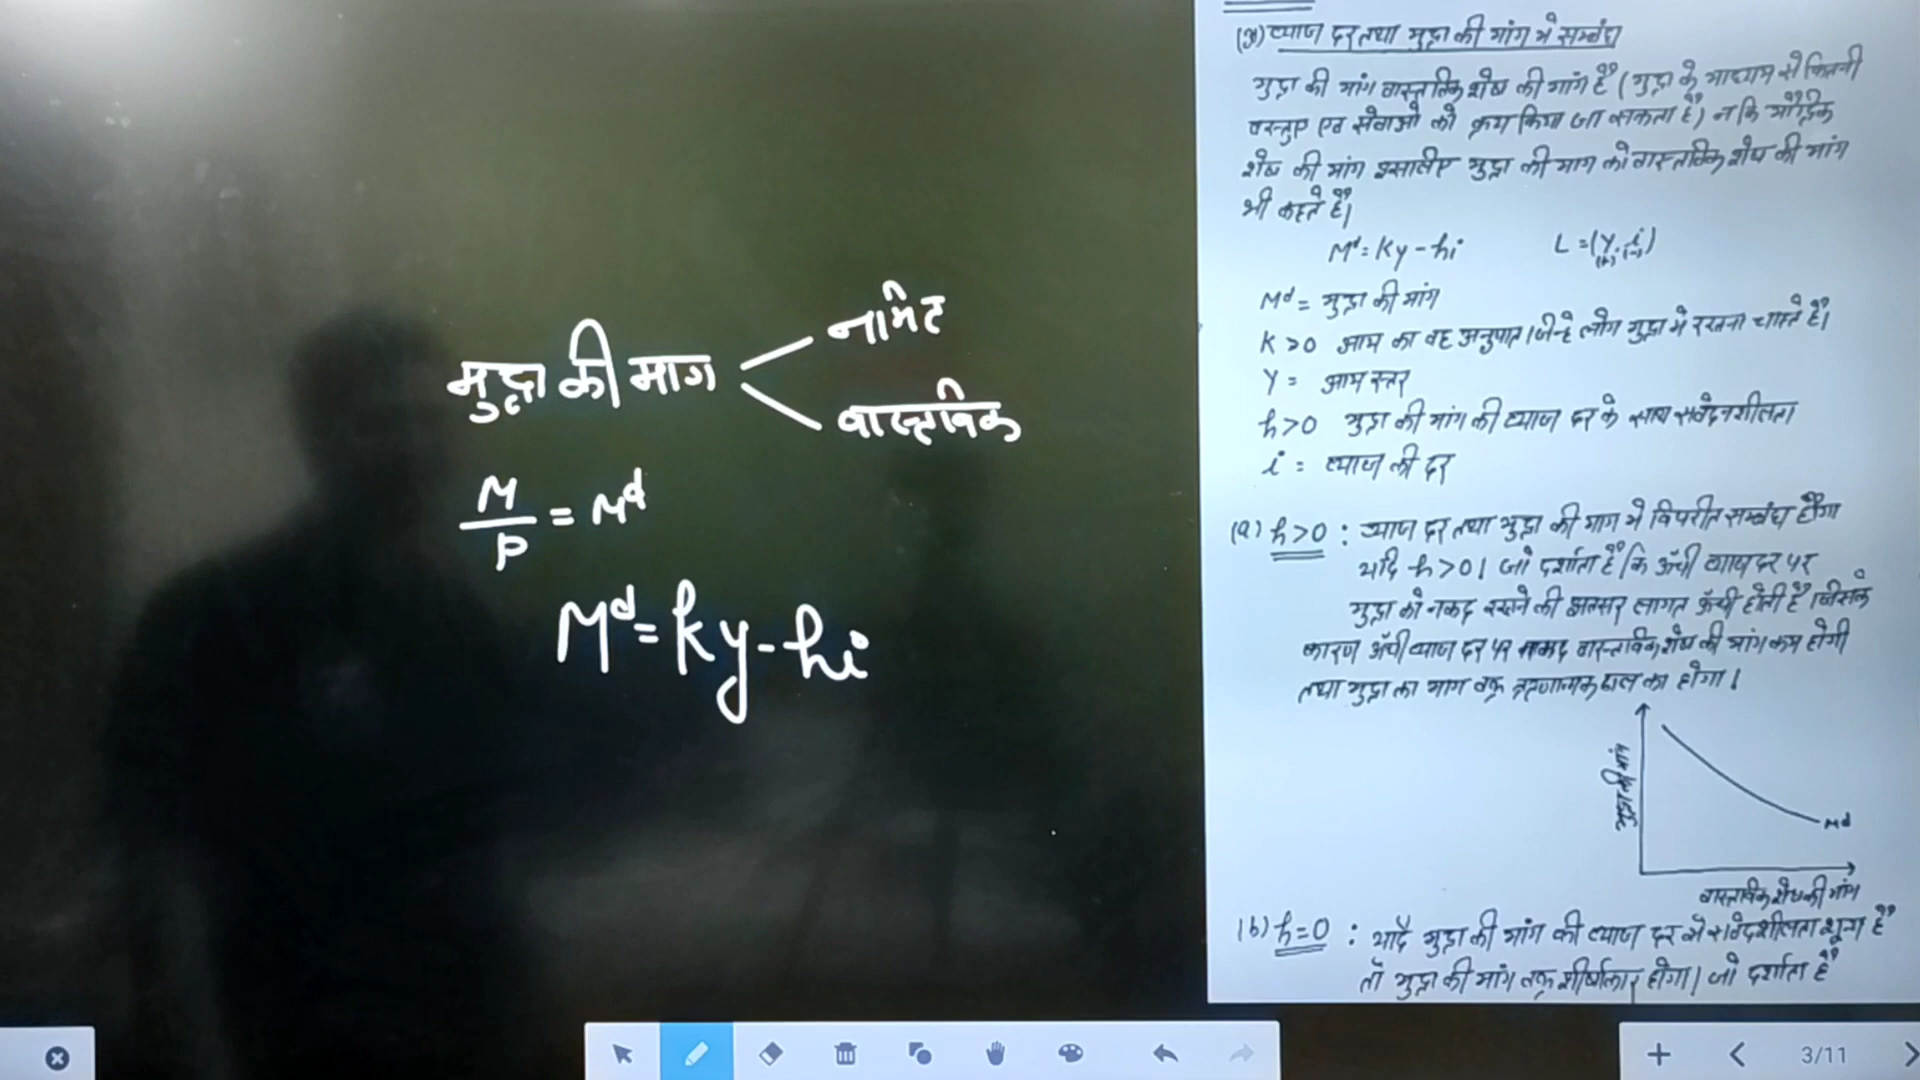 मुद्रा की माग
नामिट
वास्तविक
M/P = Mᵈ
Mᵈ = ky - hi
(अ) ब्याज दर तथा मुद्रा की मांग मे सम्बंध
मुद्रा की मांग वास्तविक शेष की मांग है (मुद्रा के माध्यम से कितनी
वस्तुए एव सेवाओ को क्रय किया जा सकता है) न कि मौद्रिक
शेष की मांग इसलिए मुद्रा की माग को वास्तविक शेष की मांग
भी कहते है।
Mᵈ = ky - hi L = (Y, i)
(+) (-)
Mᵈ = मुद्रा की मांग
K > 0 आय का वह अनुपात जिन्हे लोग मुद्रा मे रखना चाहते है।
Y = आय स्तर
h > 0 मुद्रा की मांग की ब्याज दर के साथ संवेदनशीलता
i = ब्याज की दर
(a) h > 0 : ब्याज दर तथा मुद्रा की माग मे विपरीत सम्बंध होगा
यदि h > 0। जो दर्शाता है कि ऊँची ब्याज दर पर
मुद्रा को नकद रखने की अवसर लागत ऊँची होती है जिसके
कारण ऊँची ब्याज दर पर नकद वास्तविक शेष की मांग कम होगी
तथा मुद्रा का माग वक्र ऋणात्मक ढाल का होगा।
Mᵈ
वास्तविक शेष की मांग
(b) h = 0 : यदि मुद्रा की मांग की ब्याज दर से संवेदशीलता शून्य है
तो मुद्रा की मांग वक्र शीर्षाकार होगा। जो दर्शाता है
3/11